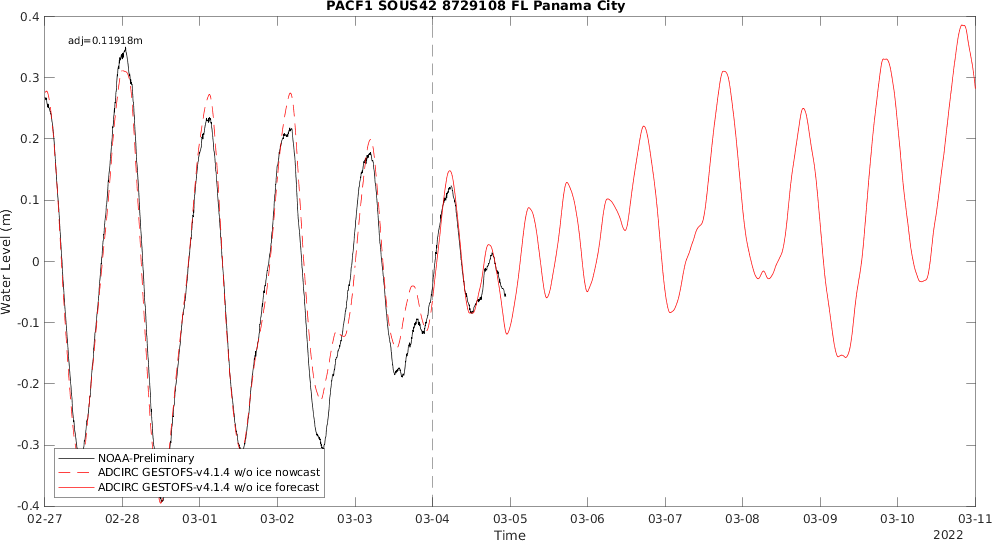 PACF1 SOUS42 8729108 FL Panama City
adj=0.11918m
0.4
0.3
0.2
0.1
0
-0.1
-0.2
-0.3
-0.4
Water Level (m)
NOAA-Preliminary
ADCIRC GESTOFS-v4.1.4 w/o ice nowcast
ADCIRC GESTOFS-v4.1.4 w/o ice forecast
02-27 02-28 03-01 03-02 03-03 03-04 03-05 03-06 03-07 03-08 03-09 03-10 03-11
Time
2022